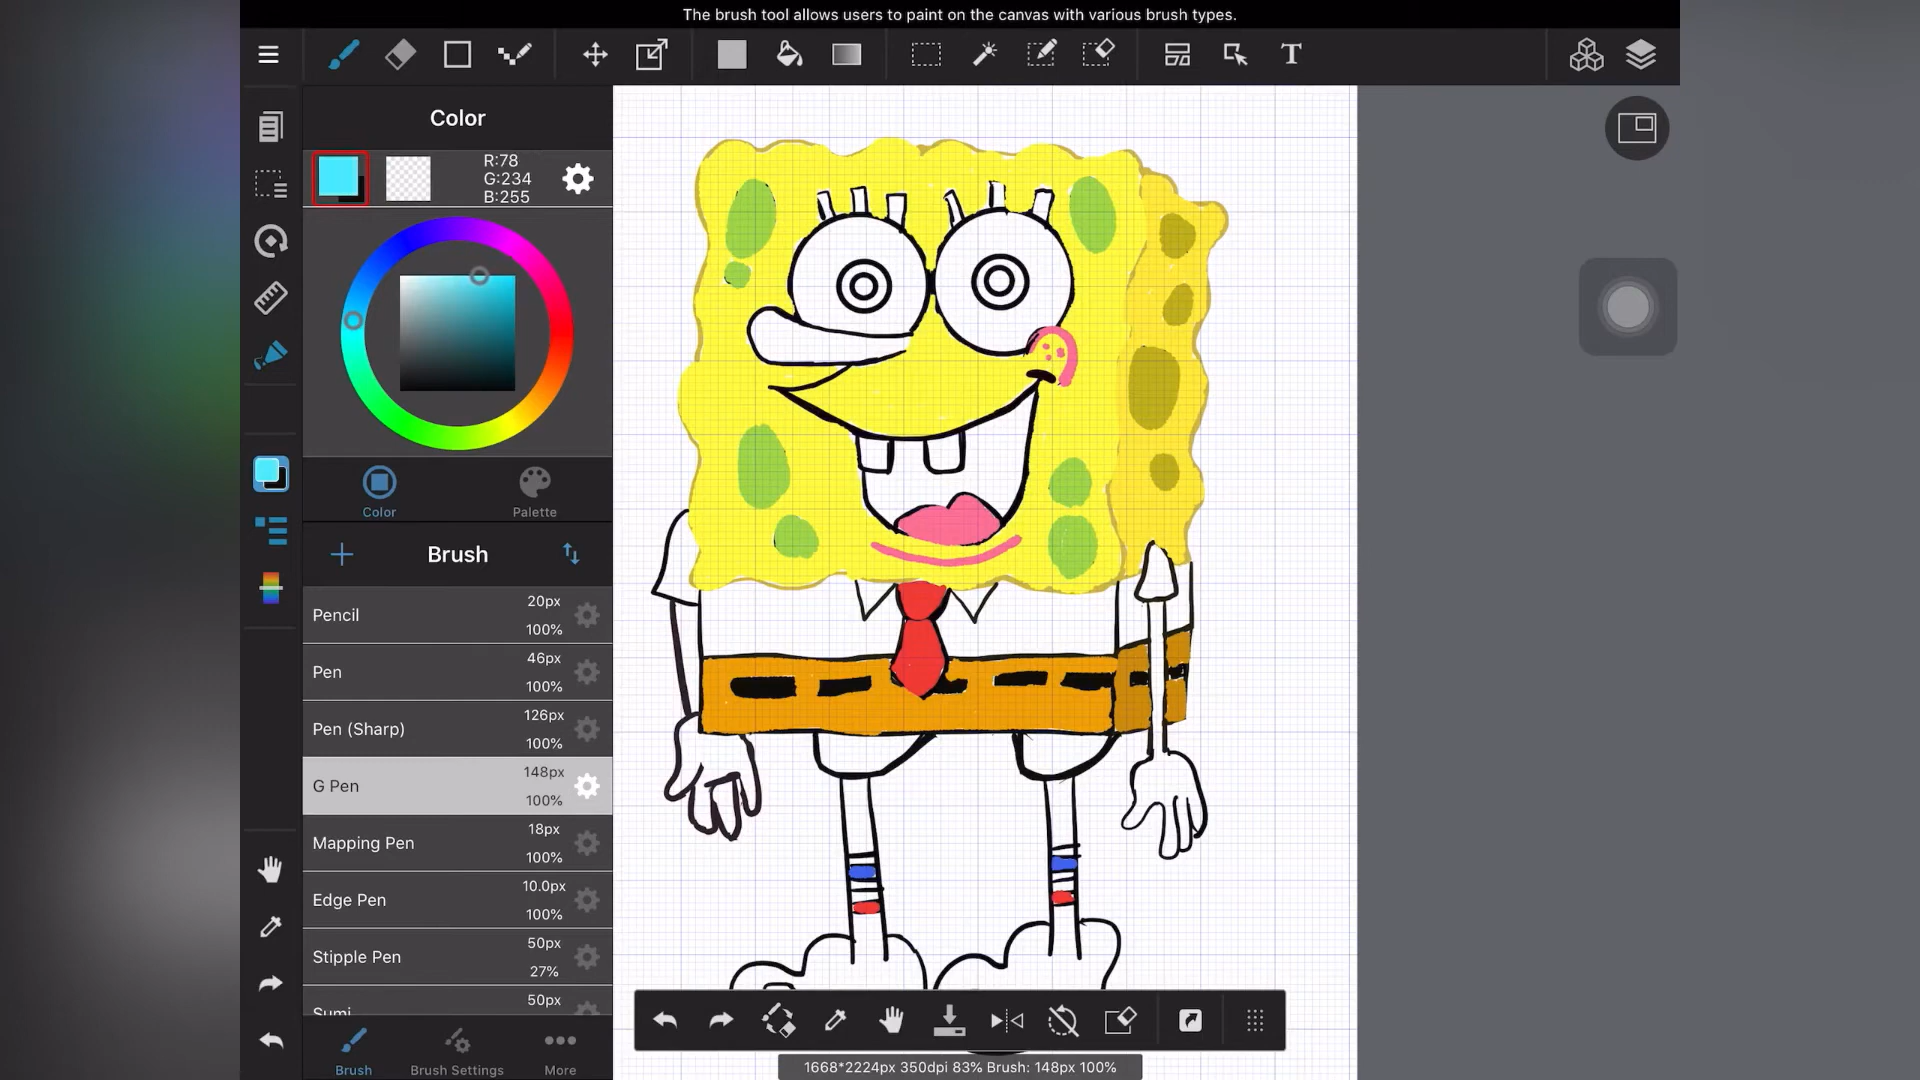 The brush tool allows users to paint on the canvas with various brush types.
T
Color
R:78
G:234
B:255
Color
Palette
Brush
Pencil
20px
100%
Pen
46px
100%
Pen (Sharp)
126px
100%
G Pen
148px
100%
Mapping Pen
18px
100%
Edge Pen
10.0px
100%
Stipple Pen
50px
27%
Sumi
50px
Brush
Brush Settings
More
1668*2224px 350dpi 83% Brush: 148px 100%